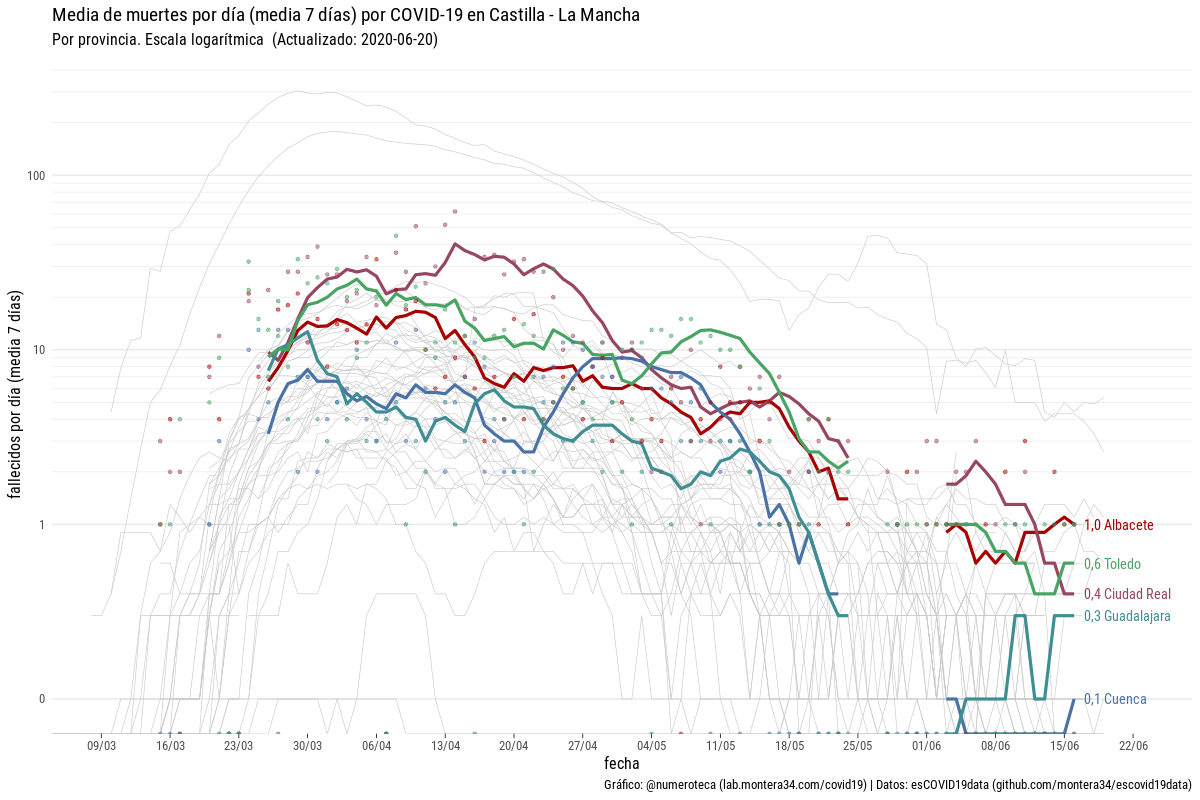 Media de muertes por día (media 7 días) por COVID-19 en Castilla - La Mancha
Por provincia. Escala logarítmica  (Actualizado: 2020-06-20)
fallecidos por día (media 7 días)
100
10
1
0
1,0 Albacete
0,6 Toledo
0,4 Ciudad Real
0,3 Guadalajara
0,1 Cuenca
09/03 16/03 23/03 30/03 06/04 13/04 20/04 27/04 04/05 11/05 18/05 25/05 01/06 08/06 15/06 22/06
fecha
Gráfico: @numeroteca (lab.montera34.com/covid19) | Datos: esCOVID19data (github.com/montera34/escovid19data)